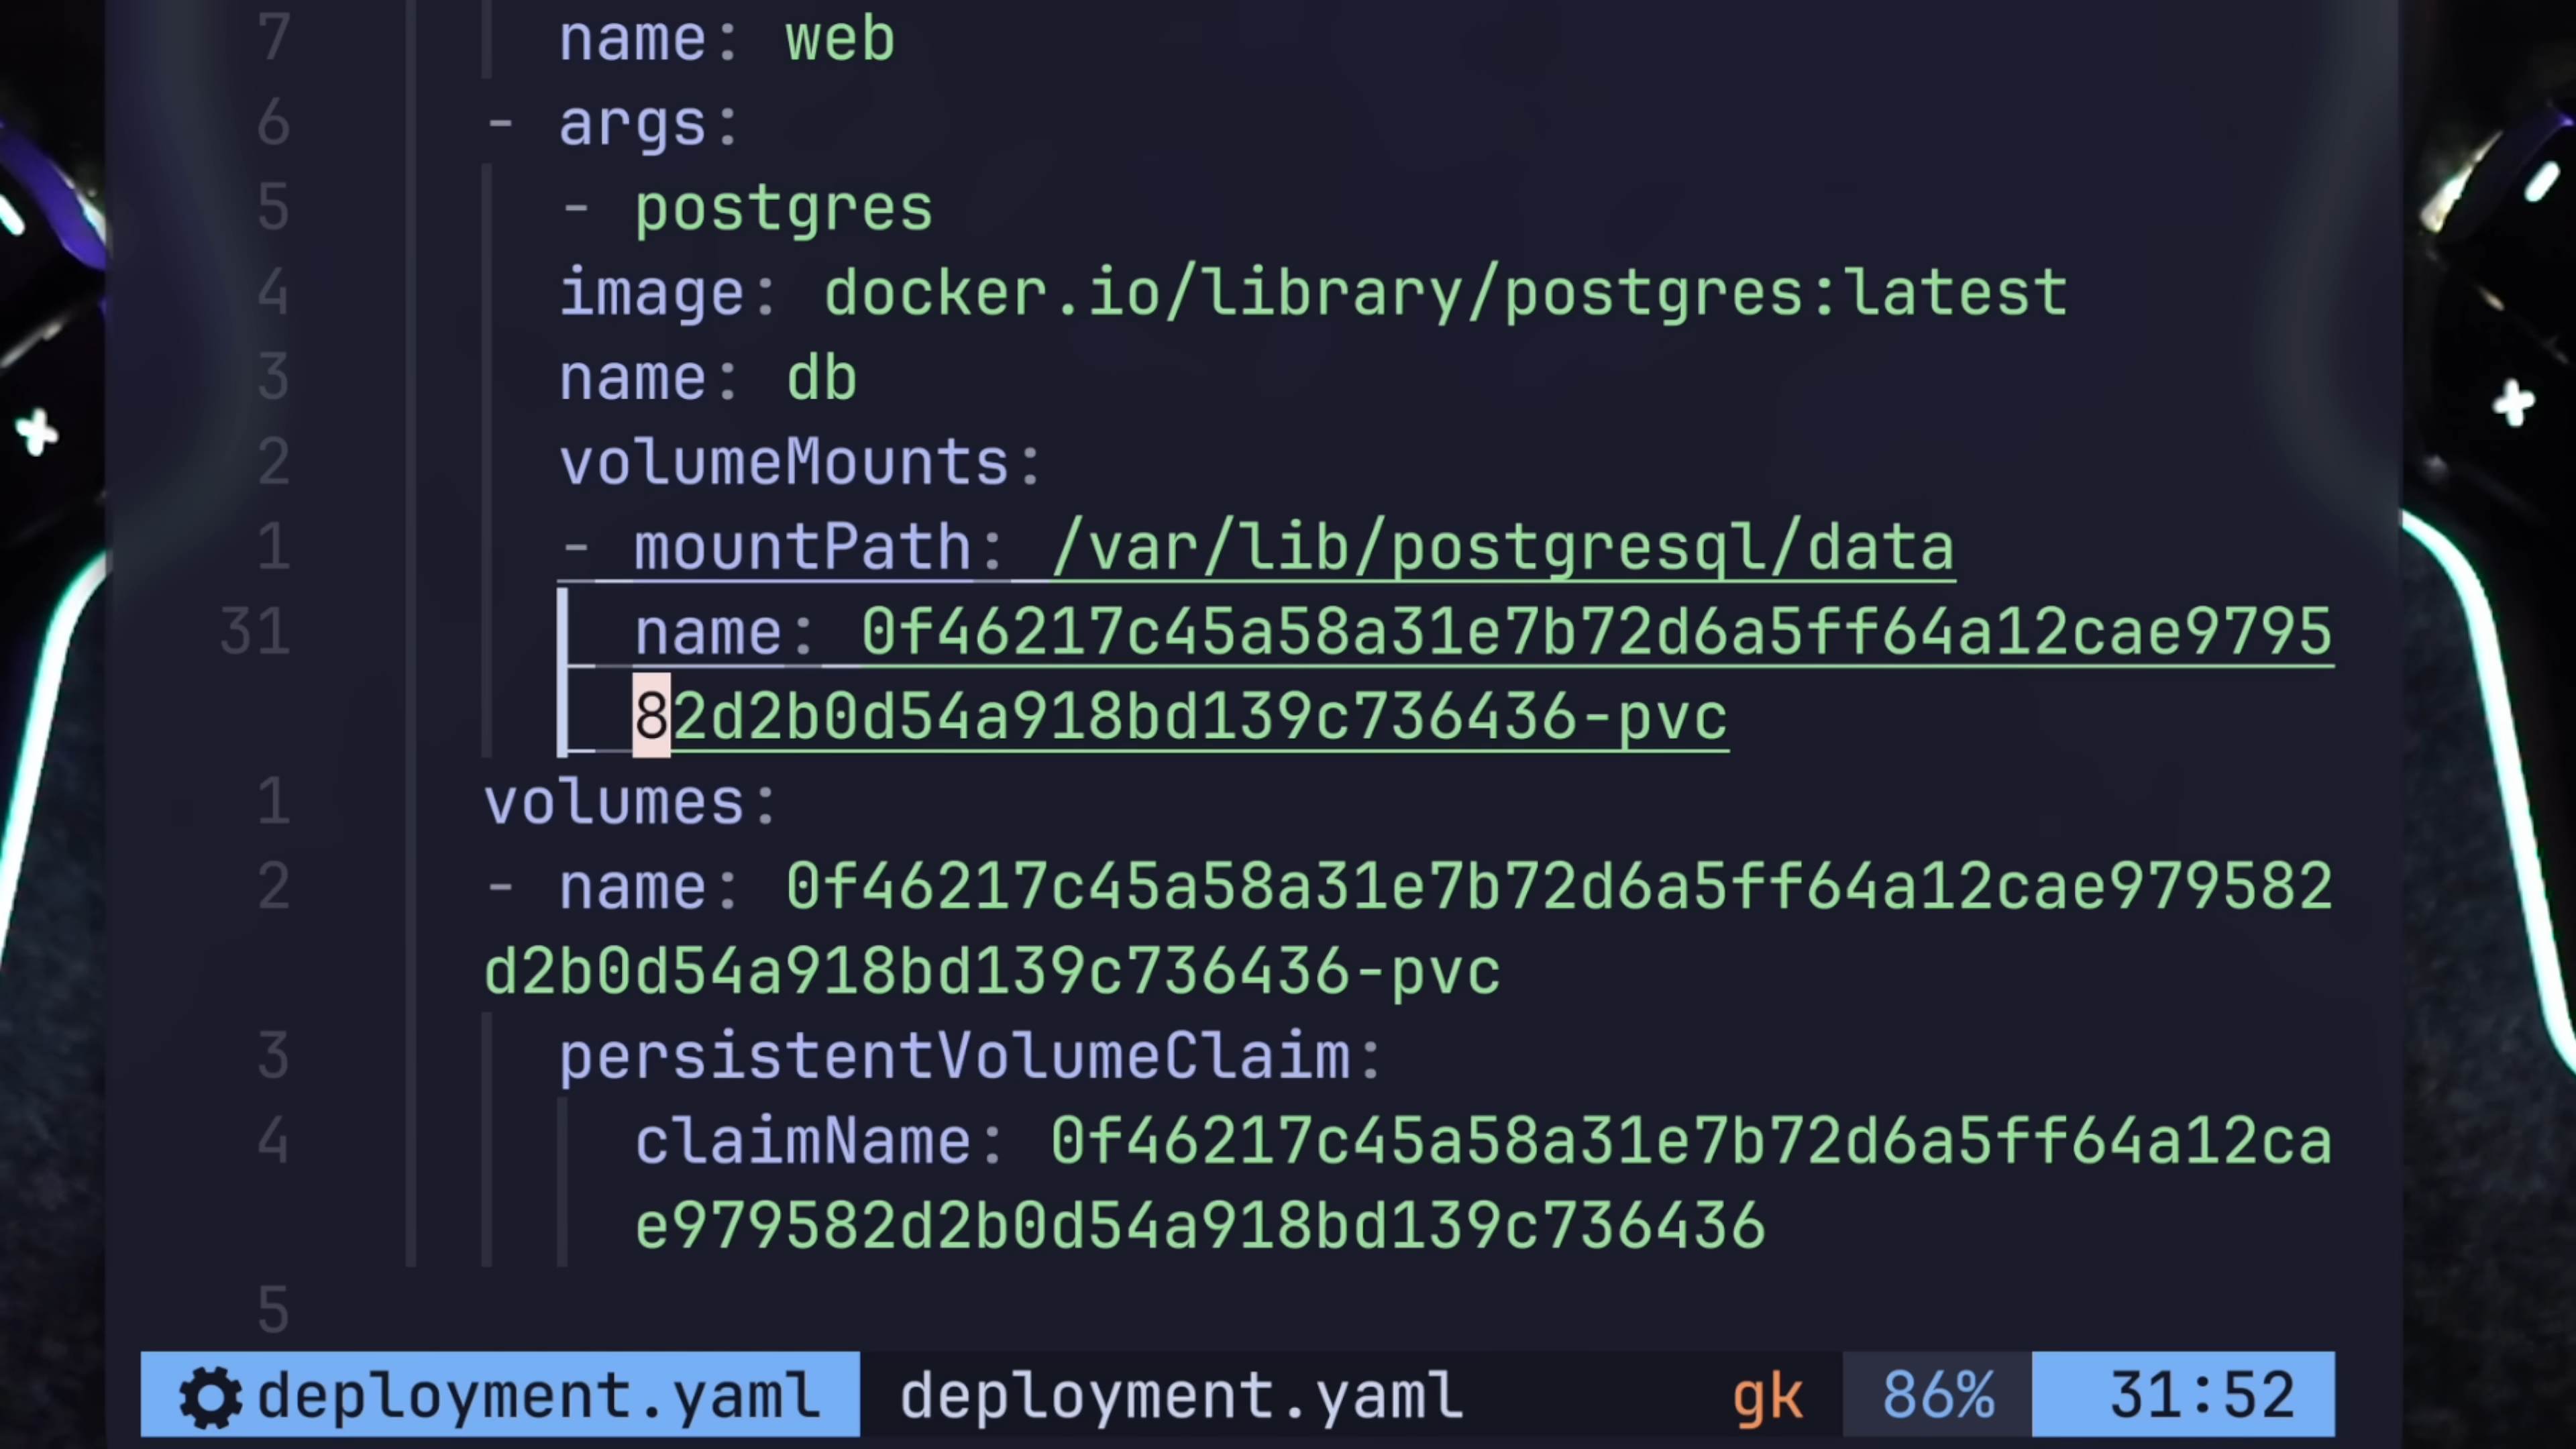 7 name: web
6 - args:
5 - postgres
4 image: docker.io/library/postgres:latest
3 name: db
2 volumeMounts:
1 - mountPath: /var/lib/postgresql/data
31 name: 0f46217c45a58a31e7b72d6a5ff64a12cae9795
82d2b0d54a918bd139c736436-pvc
1 volumes:
2 - name: 0f46217c45a58a31e7b72d6a5ff64a12cae979582
d2b0d54a918bd139c736436-pvc
3 persistentVolumeClaim:
4 claimName: 0f46217c45a58a31e7b72d6a5ff64a12ca
e979582d2b0d54a918bd139c736436
5
deployment.yaml deployment.yaml gk 86% 31:52